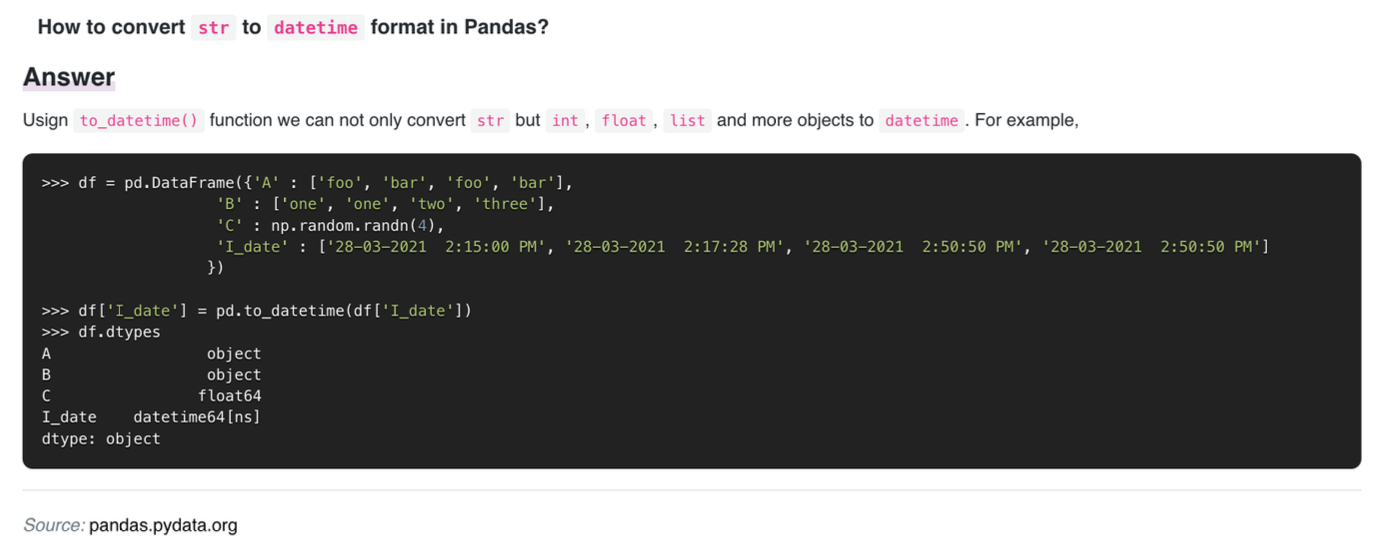 How to convert str to datetime format in Pandas?
Answer
Usign to_datetime() function we can not only convert str but int, float, list and more objects to datetime. For example,
>>> df = pd.DataFrame({'A' : ['foo', 'bar', 'foo', 'bar'],
                   'B' : ['one', 'one', 'two', 'three'],
                   'C' : np.random.randn(4),
                   'I_date' : ['28-03-2021  2:15:00 PM', '28-03-2021  2:17:28 PM', '28-03-2021  2:50:50 PM', '28-03-2021  2:50:50 PM']
                  })
>>> df['I_date'] = pd.to_datetime(df['I_date'])
>>> df.dtypes
A                 object
B                 object
C                float64
I_date    datetime64[ns]
dtype: object
Source: pandas.pydata.org